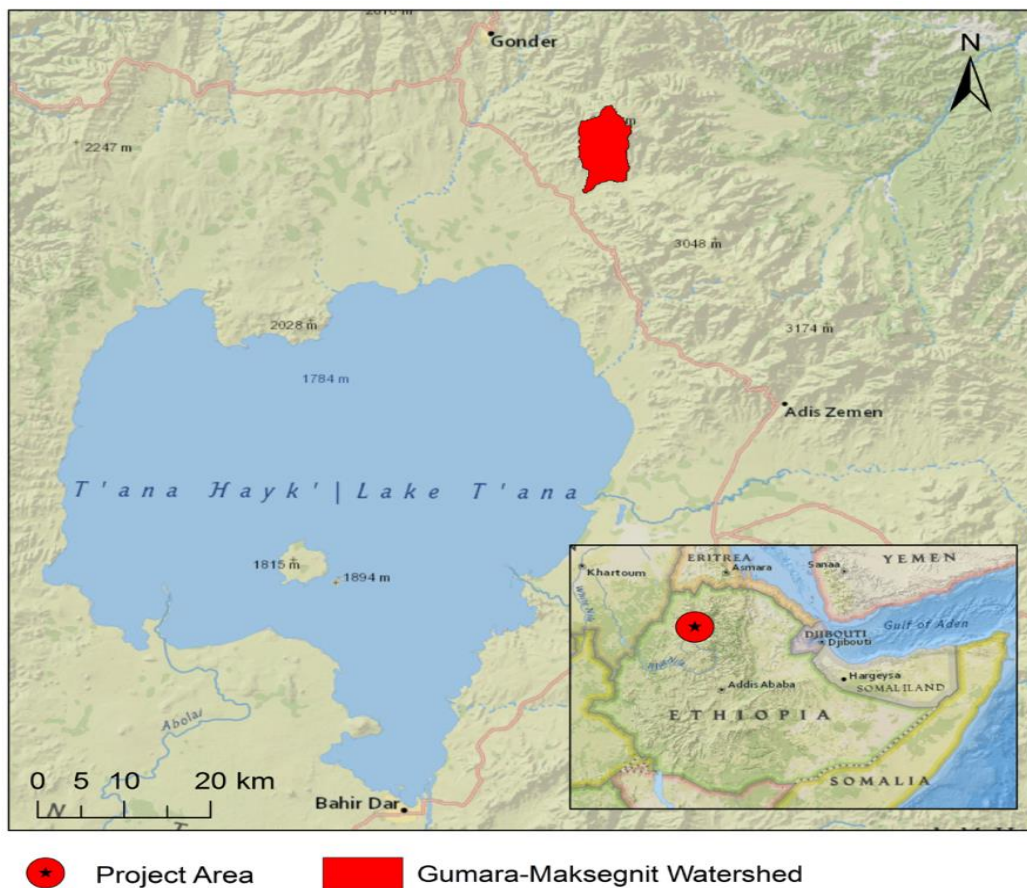 Gonder
N
2247 m
3048 m
2028 m
3174 m
1784 m
Adis Zemen
T'ana Hayk' | Lake T'ana
1815 m
1894 m
Abolai
0 5 10 20 km
Bahir Dar
N
ERITREA
YEMEN
Khartoum
Asmara
Sanaa
Gulf of Aden
DJIBOUTI
Djibouti
Hargeysa
Addis Ababa
SOMALILAND
ETHIOPIA
SOMALIA
Project Area
Gumara-Maksegnit Watershed